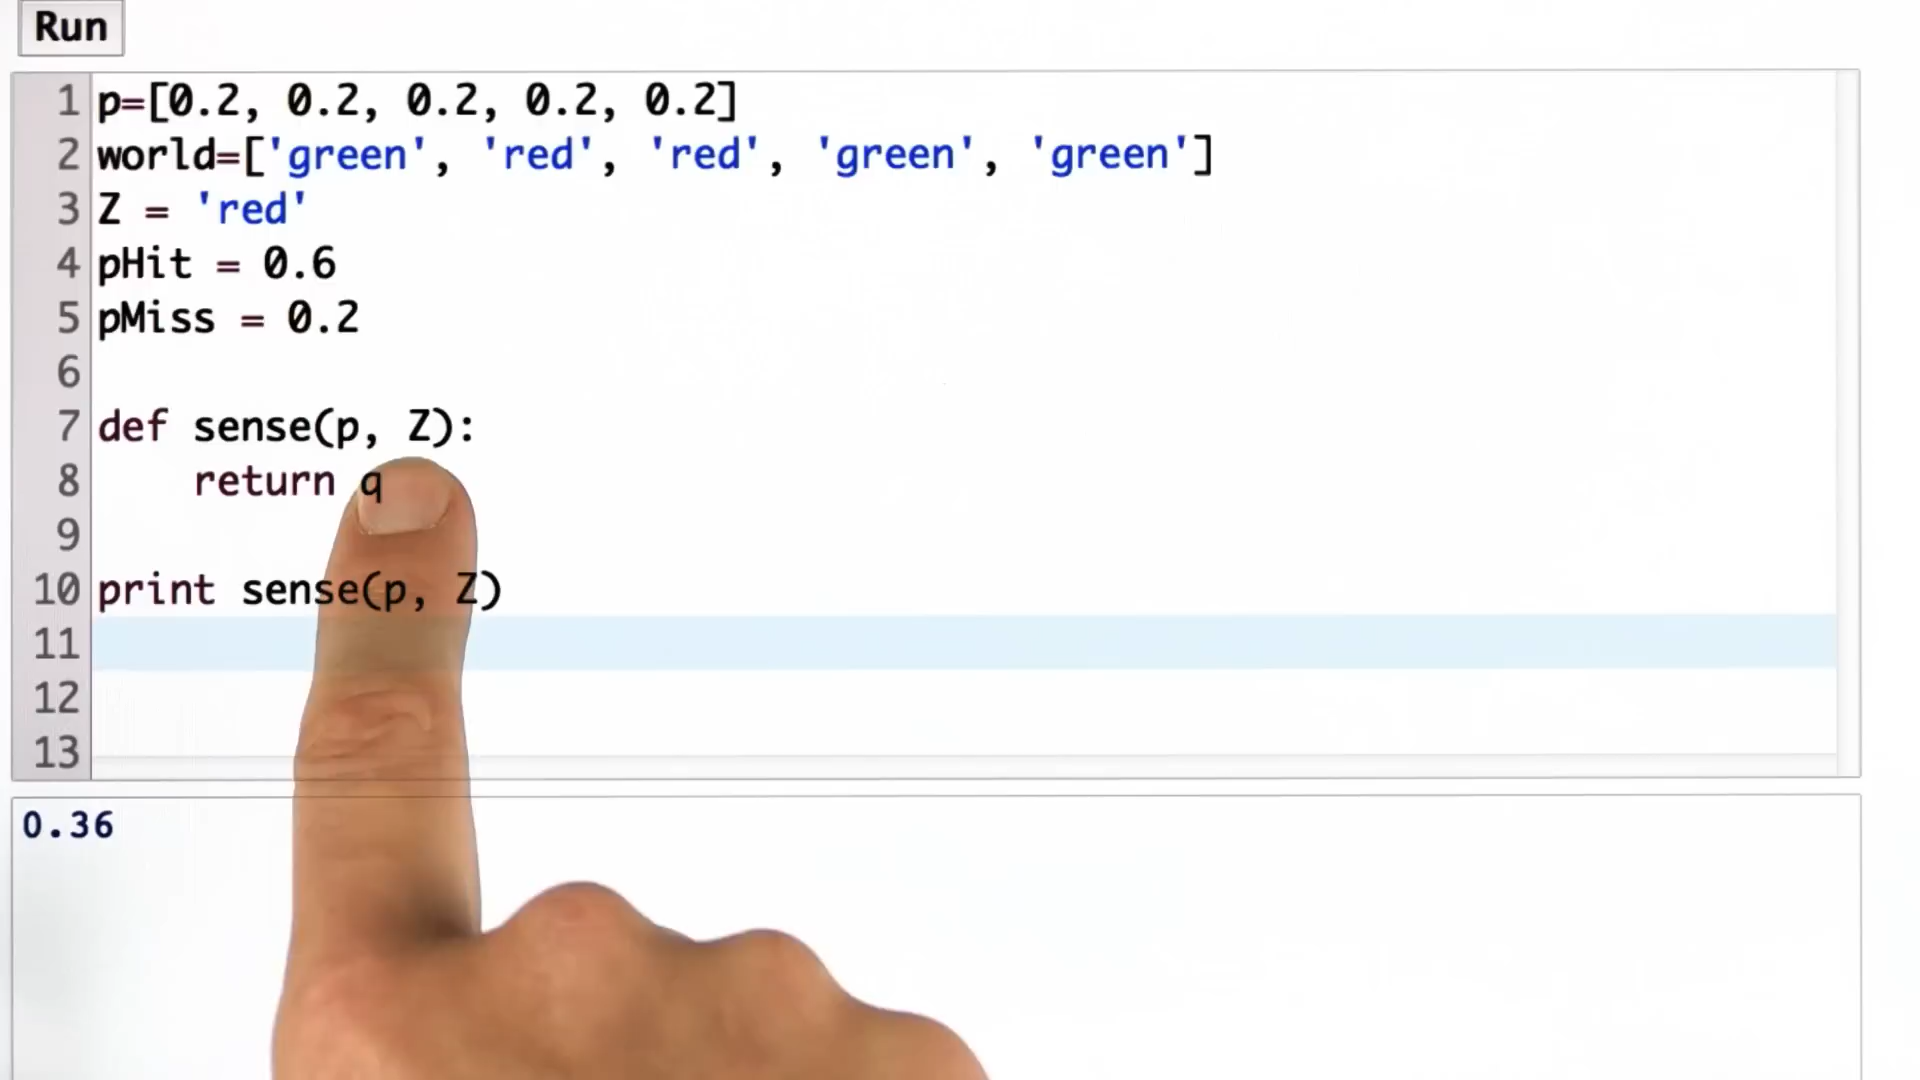 Run
1 p=[0.2, 0.2, 0.2, 0.2, 0.2]
2 world=['green', 'red', 'red', 'green', 'green']
3 Z = 'red'
4 pHit = 0.6
5 pMiss = 0.2
6
7 def sense(p, Z):
8     return q
9
10 print sense(p, Z)
11
12
13
0.36